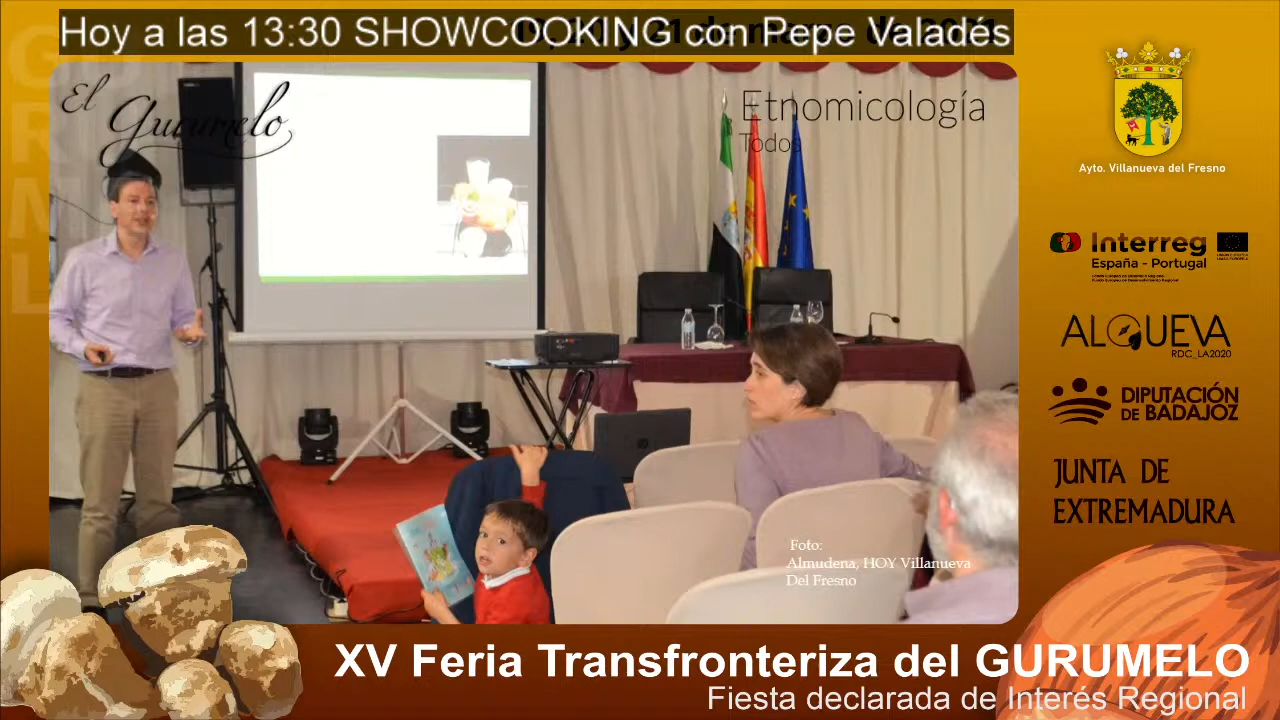 Hoy a las 13:30 SHOWCOOKING con Pepe Valadés
El
Gurumelo
Etnomicología
Todos
Ayto. Villanueva del Fresno
Interreg
España - Portugal
ALQUEVA
RDC_LA2020
DIPUTACIÓN
DE BADAJOZ
JUNTA DE
EXTREMADURA
Foto:
Almudena, HOY Villanueva
Del Fresno
XV Feria Transfronteriza del GURUMELO
Fiesta declarada de Interés Regional